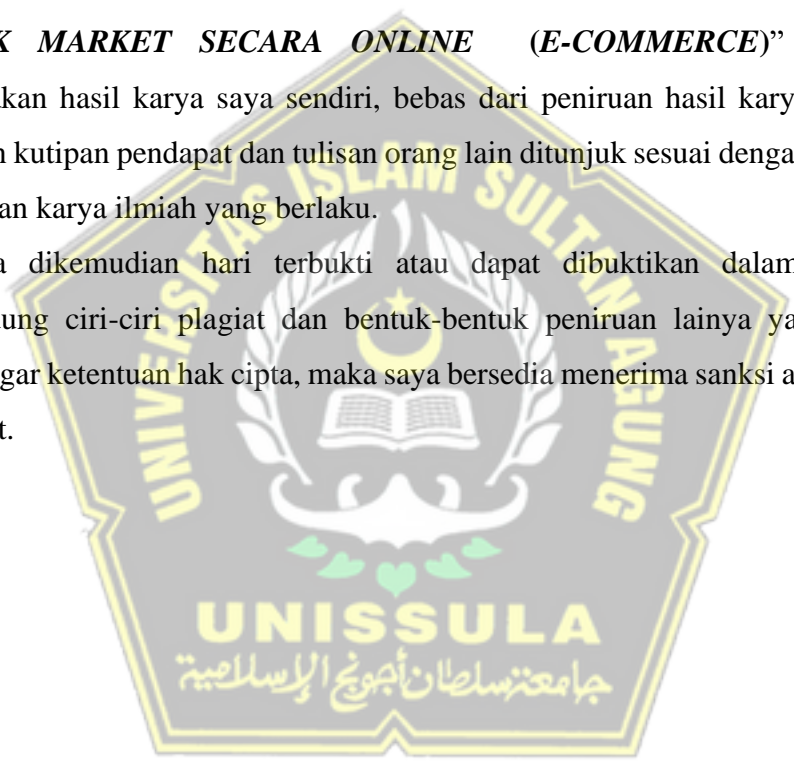 K MARKET SECARA ONLINE (E-COMMERCE)”
akan hasil karya saya sendiri, bebas dari peniruan hasil kary
n kutipan pendapat dan tulisan orang lain ditunjuk sesuai denga
an karya ilmiah yang berlaku.
a dikemudian hari terbukti atau dapat dibuktikan dalam
ung ciri-ciri plagiat dan bentuk-bentuk peniruan lainya ya
gar ketentuan hak cipta, maka saya bersedia menerima sanksi a
t.
UNIVERSITAS ISLAM SULTAN AGUNG
UNISSULA
جامعة سلطان أجونج الإسلامية